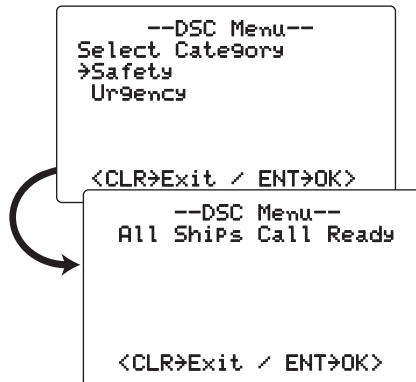 --DSC Menu--
Select Category
→Safety
Urgency
<CLR→Exit / ENT→OK>
--DSC Menu--
All Ships Call Ready
<CLR→Exit / ENT→OK>